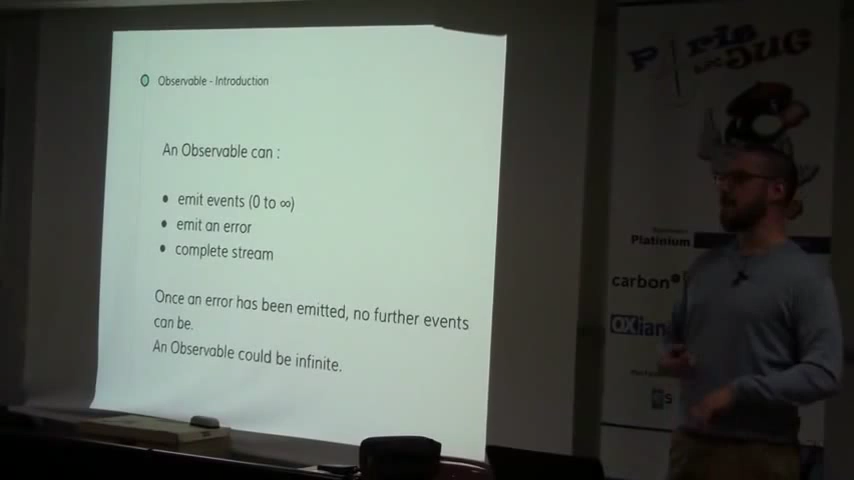 Observable - Introduction
An Observable can :
• emit events (0 to ∞)
• emit an error
• complete stream
Once an error has been emitted, no further events
can be.
An Observable could be infinite.
Paris
JUG
Platinium
carbon